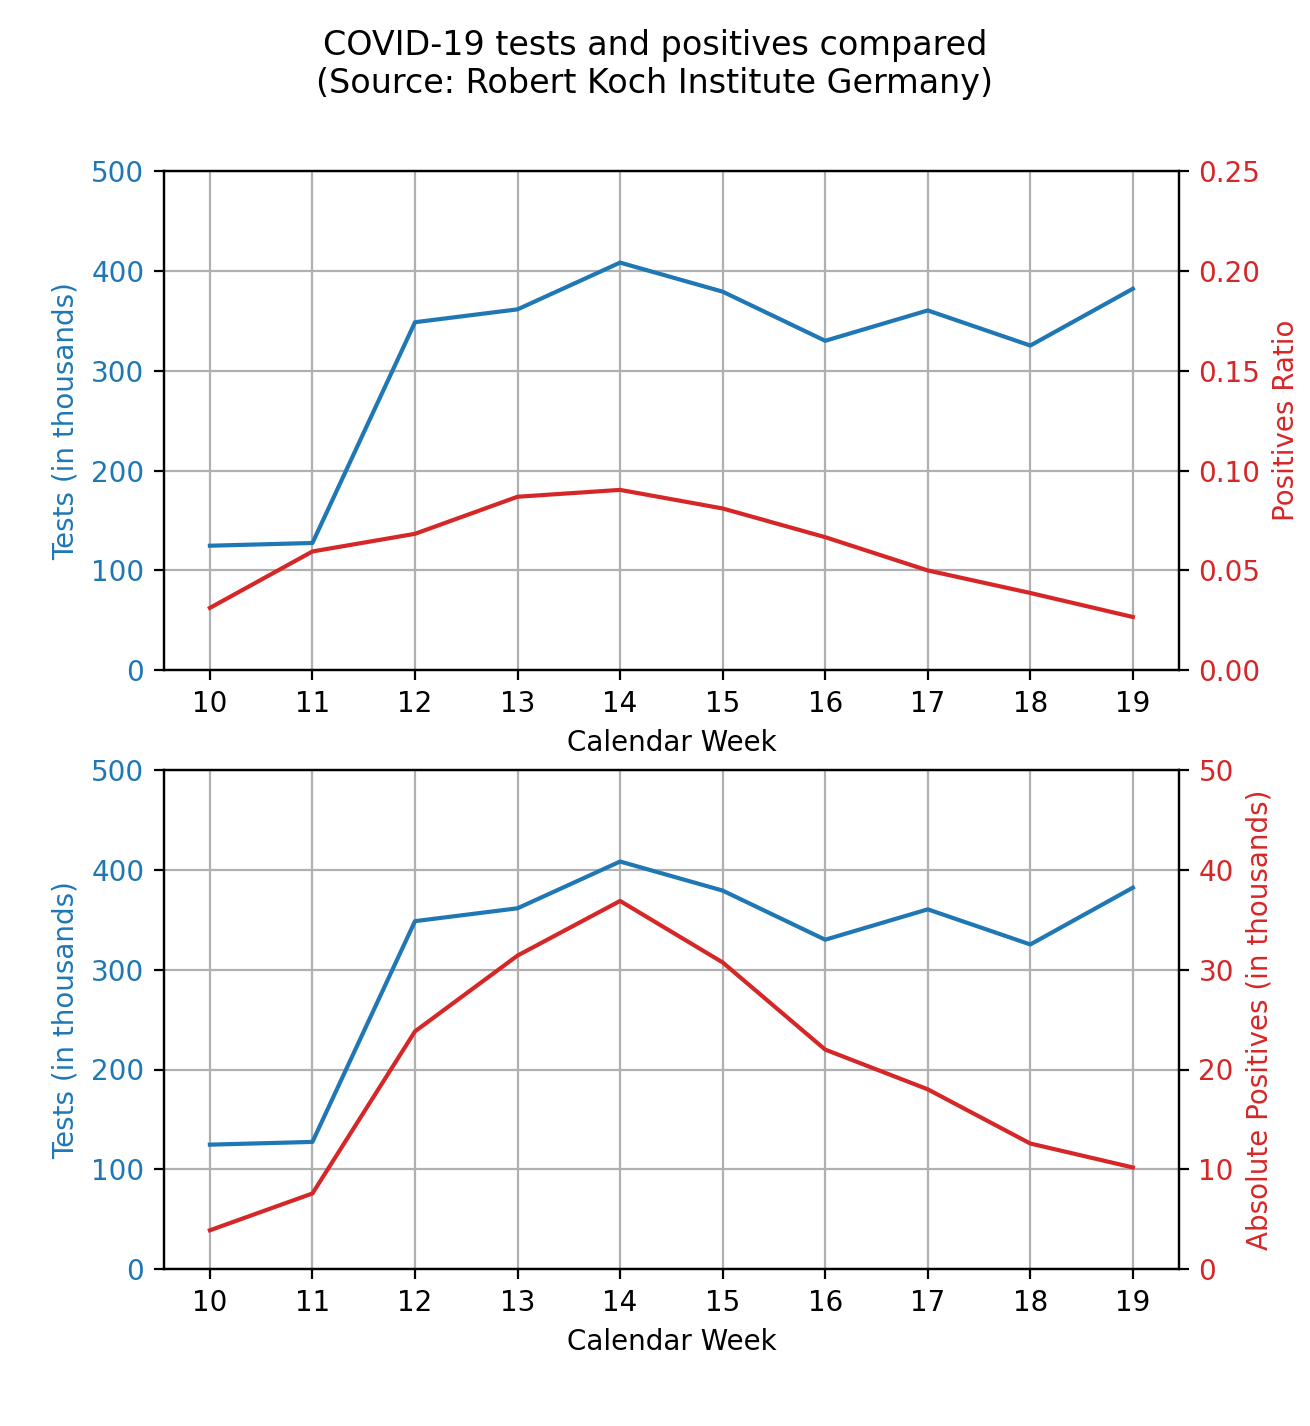 COVID-19 tests and positives compared
(Source: Robert Koch Institute Germany)
Tests (in thousands)
500
400
300
200
100
0
0.25
0.20
0.15
0.10
0.05
0.00
Positives Ratio
10 11 12 13 14 15 16 17 18 19
Calendar Week
Tests (in thousands)
500
400
300
200
100
0
50
40
30
20
10
0
Absolute Positives (in thousands)
10 11 12 13 14 15 16 17 18 19
Calendar Week